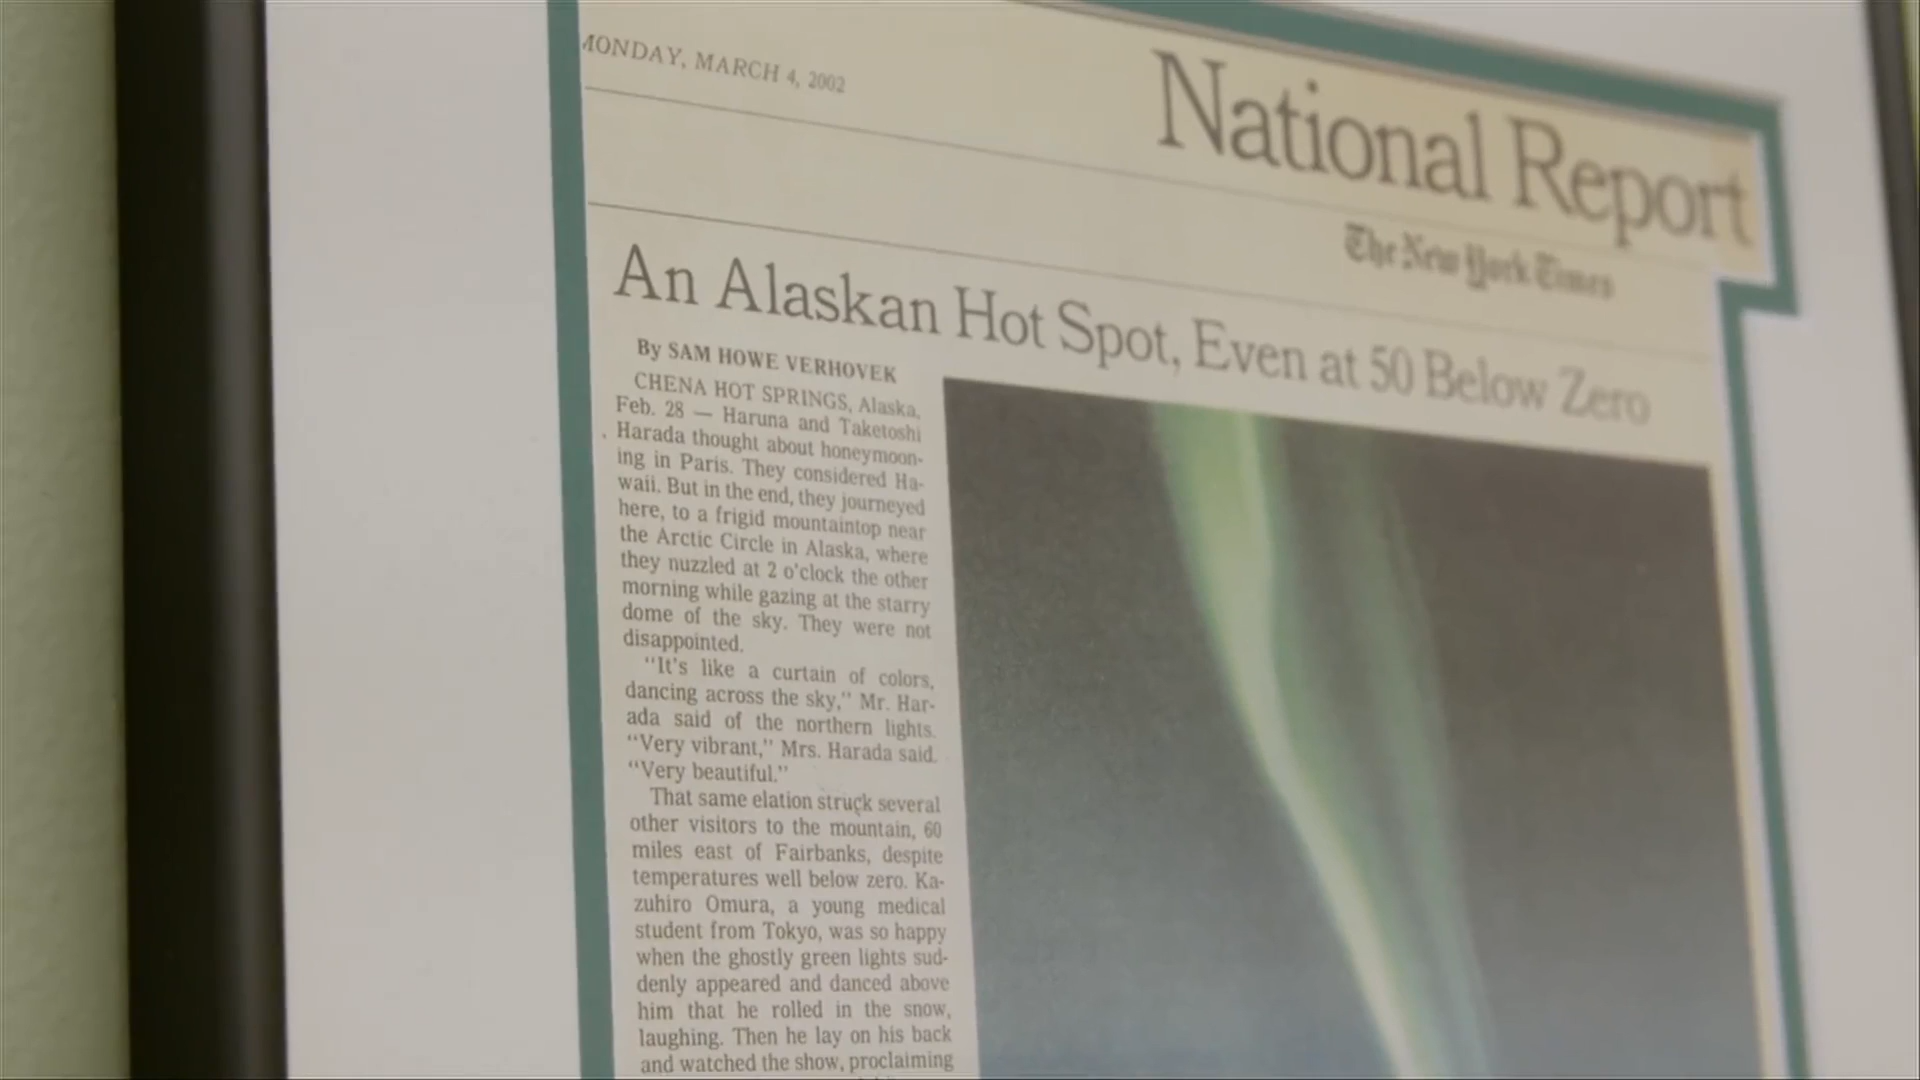 MONDAY, MARCH 4, 2002
National Report
The New York Times
An Alaskan Hot Spot, Even at 50 Below Zero
By SAM HOWE VERHOVEK
CHENA HOT SPRINGS, Alaska,
Feb. 28 — Haruna and Taketoshi
Harada thought about honeymoon-
ing in Paris. They considered Ha-
waii. But in the end, they journeyed
here, to a frigid mountaintop near
the Arctic Circle in Alaska, where
they nuzzled at 2 o'clock the other
morning while gazing at the starry
dome of the sky. They were not
disappointed.
"It's like a curtain of colors,
dancing across the sky," Mr. Har-
ada said of the northern lights.
"Very vibrant," Mrs. Harada said.
"Very beautiful."
That same elation struck several
other visitors to the mountain, 60
miles east of Fairbanks, despite
temperatures well below zero. Ka-
zuhiro Omura, a young medical
student from Tokyo, was so happy
when the ghostly green lights sud-
denly appeared and danced above
him that he rolled in the snow,
laughing. Then he lay on his back
and watched the show, proclaiming